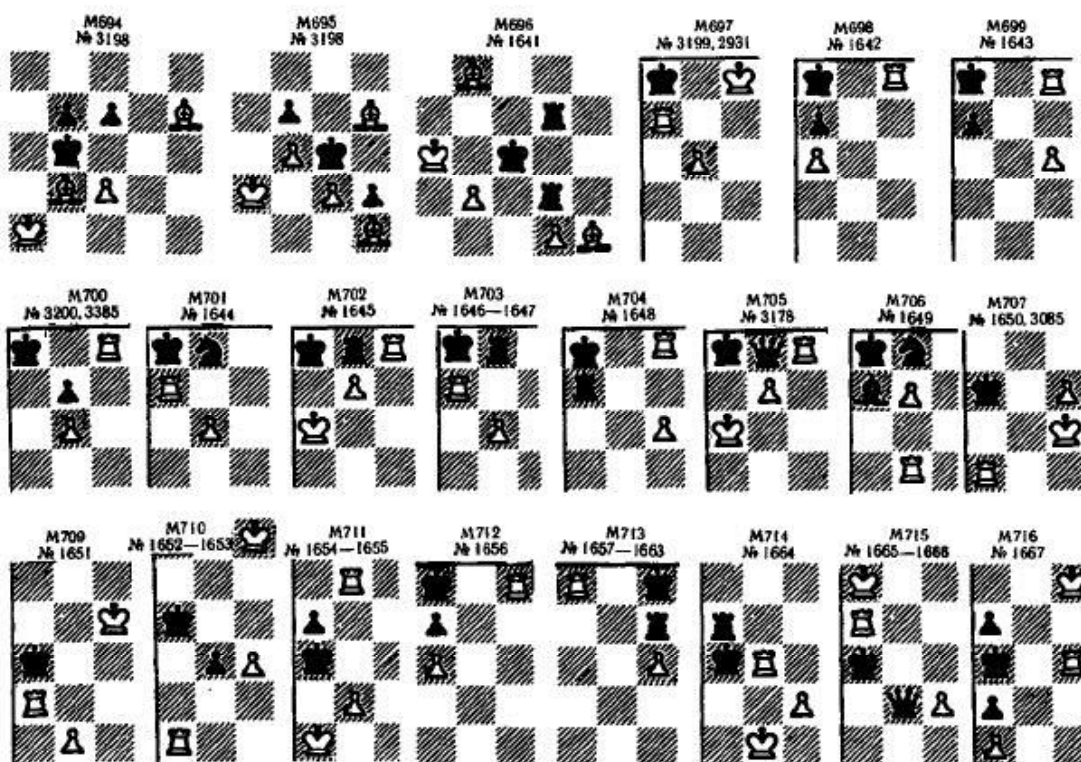 M694
№ 3198
M695
№ 3198
M696
№ 1641
M697
№ 3199, 2931
M698
№ 1642
M699
№ 1643
M700
№ 3200, 3385
M701
№ 1644
M702
№ 1645
M703
№ 1646—1647
M704
№ 1648
M705
№ 3178
M706
№ 1649
M707
№ 1650, 3085
M709
№ 1651
M710
№ 1652—1653
M711
№ 1654—1655
M712
№ 1656
M713
№ 1657—1663
M714
№ 1664
M715
№ 1665—1666
M716
№ 1667